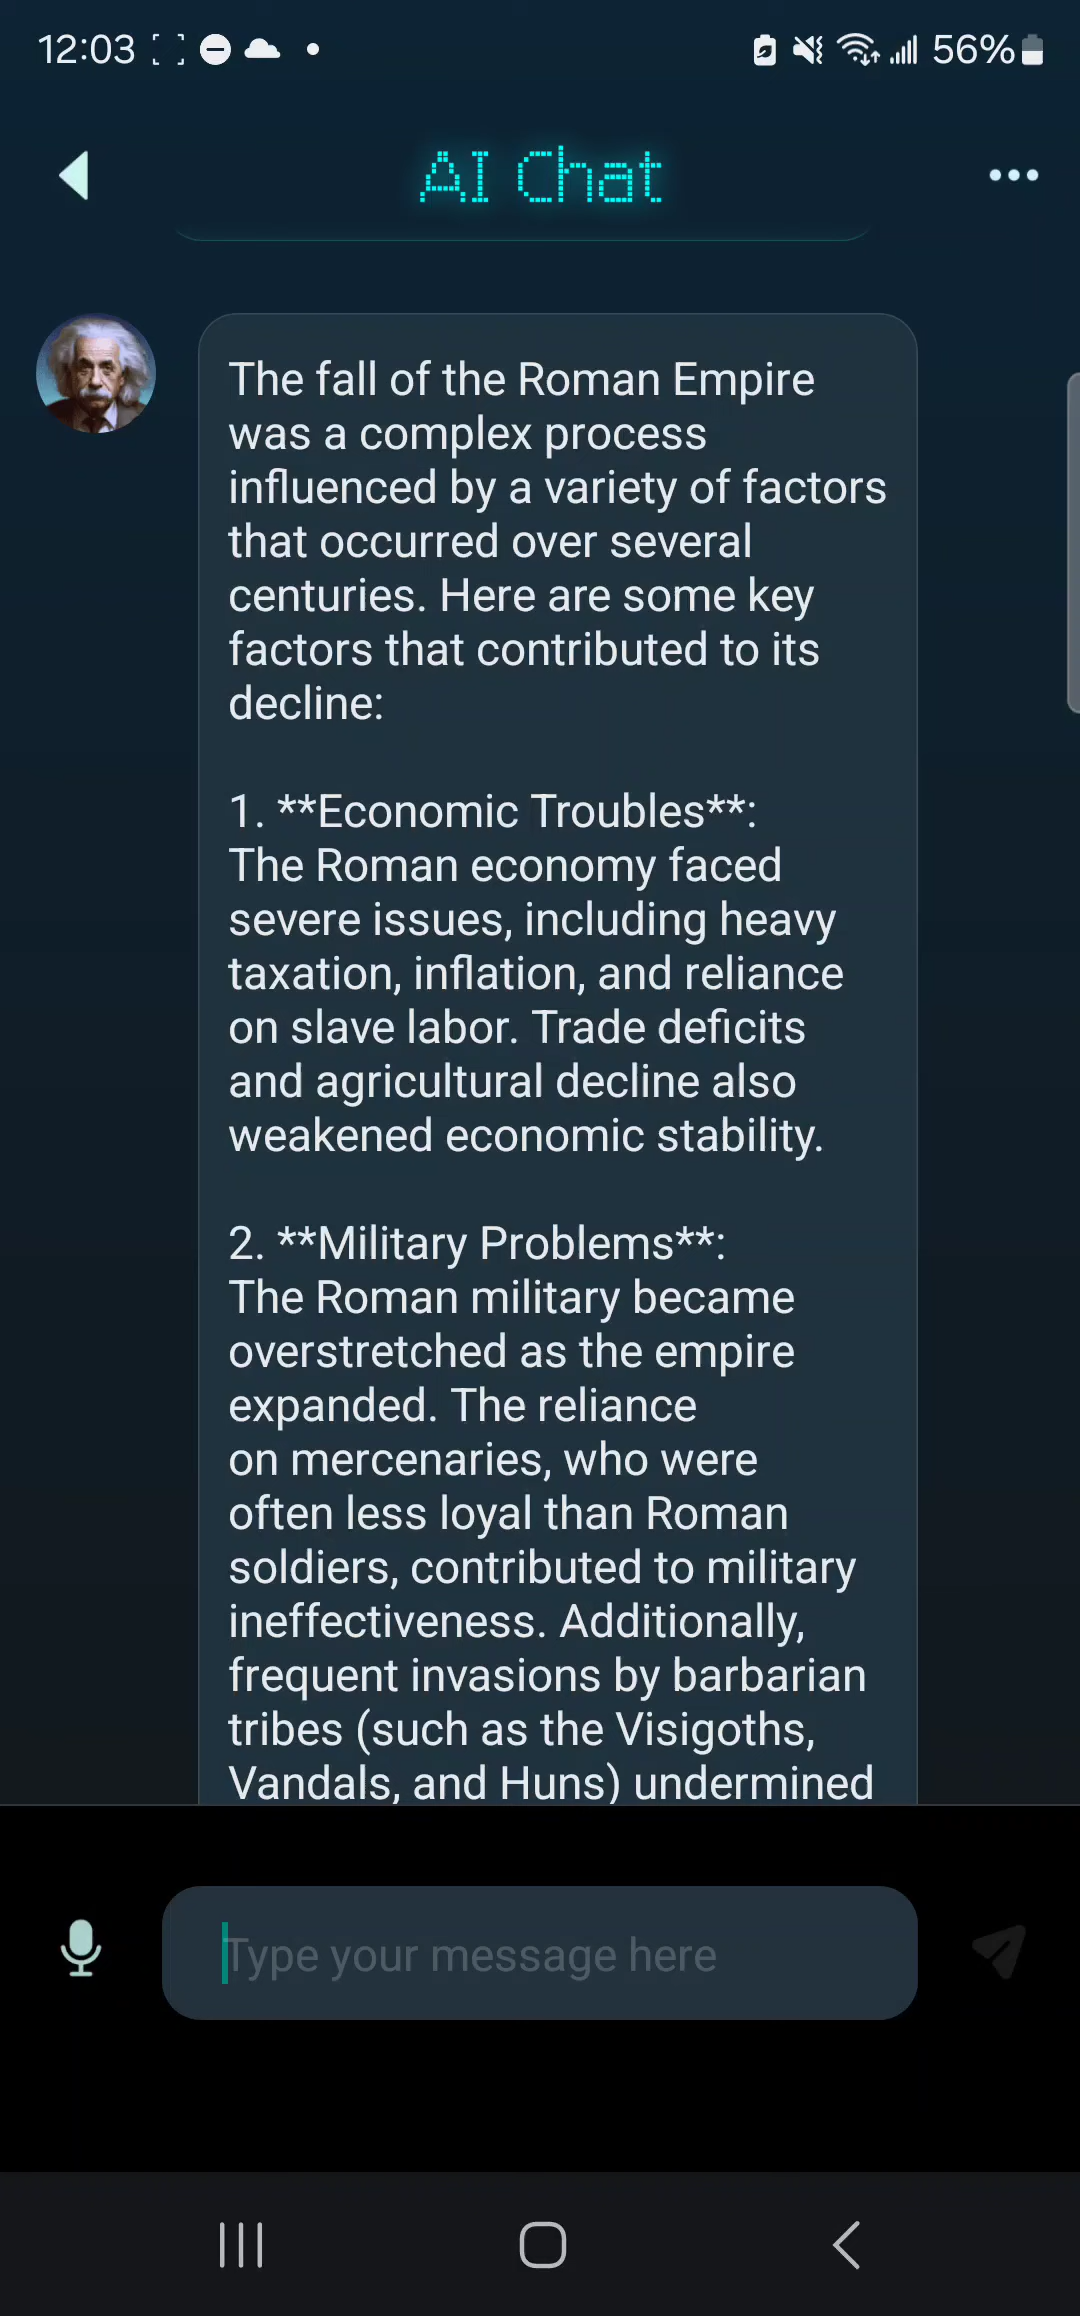 12:03
56%
AI Chat
The fall of the Roman Empire
was a complex process
influenced by a variety of factors
that occurred over several
centuries. Here are some key
factors that contributed to its
decline:
1. **Economic Troubles**:
The Roman economy faced
severe issues, including heavy
taxation, inflation, and reliance
on slave labor. Trade deficits
and agricultural decline also
weakened economic stability.
2. **Military Problems**:
The Roman military became
overstretched as the empire
expanded. The reliance
on mercenaries, who were
often less loyal than Roman
soldiers, contributed to military
ineffectiveness. Additionally,
frequent invasions by barbarian
tribes (such as the Visigoths,
Vandals, and Huns) undermined
Type your message here